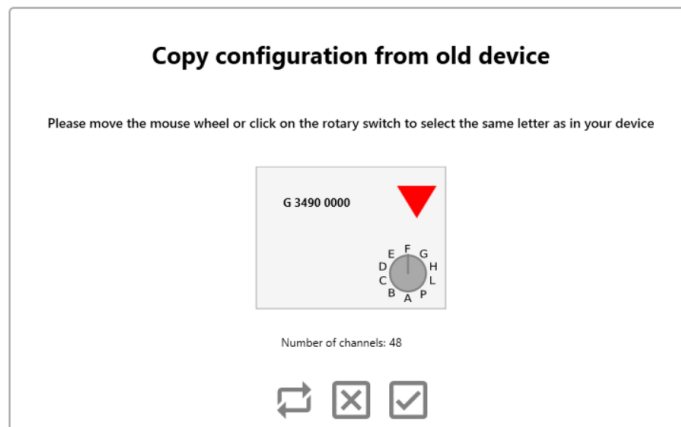 Copy configuration from old device
Please move the mouse wheel or click on the rotary switch to select the same letter as in your device
G 3490 0000
F
E G
D H
C L
B P
A
Number of channels: 48